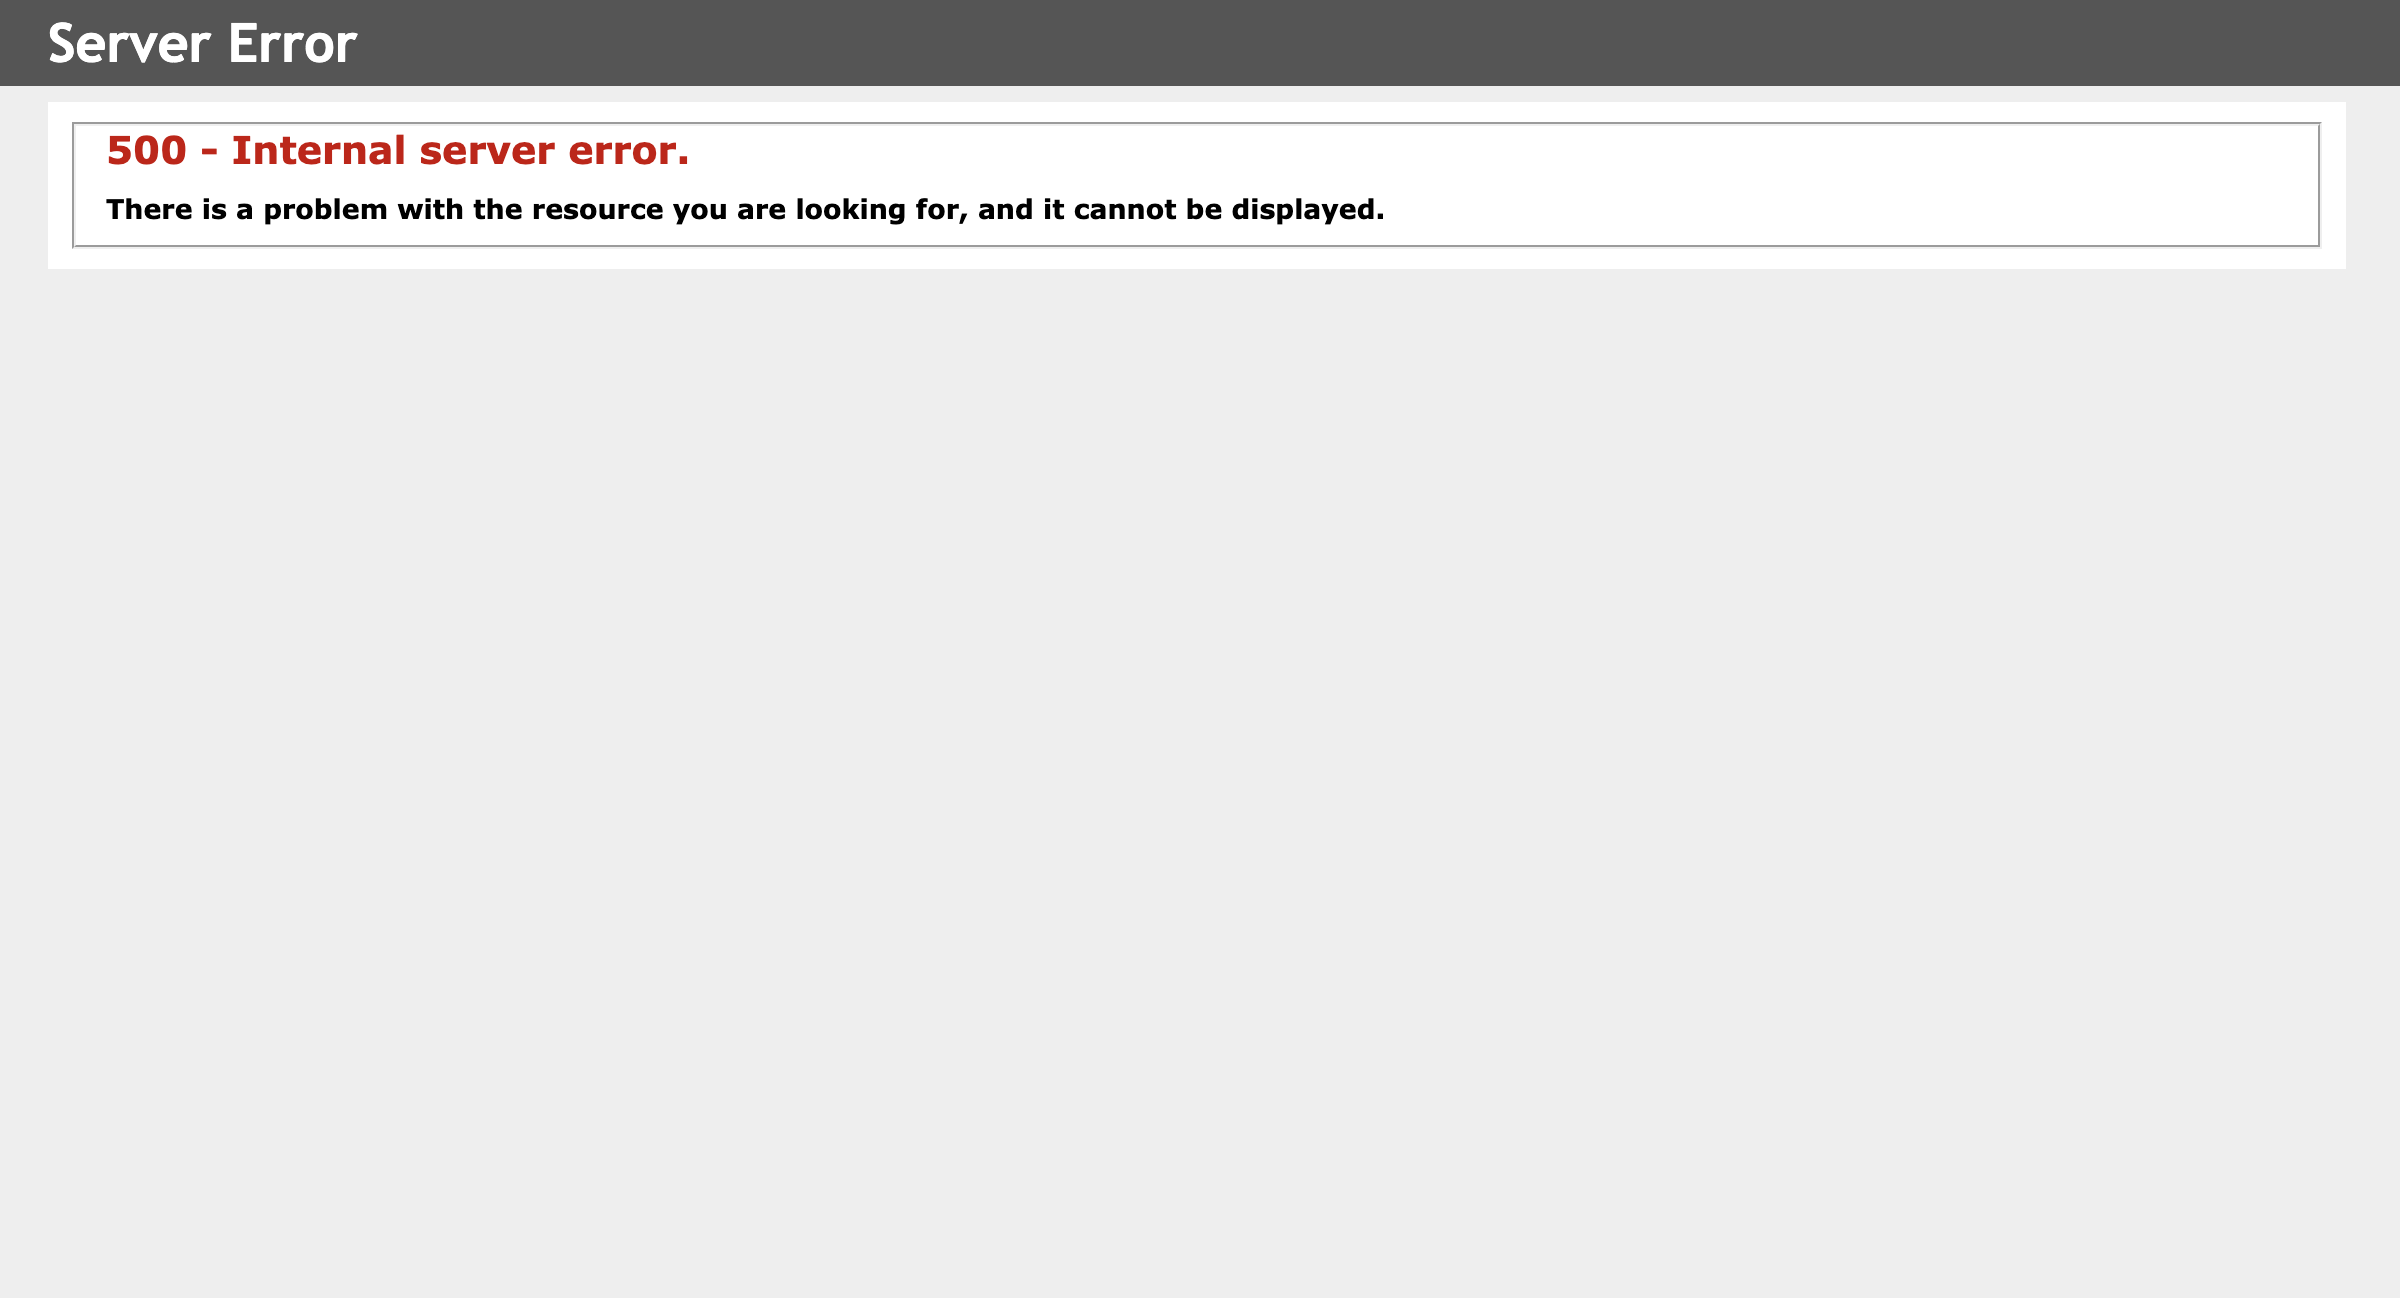 Server Error
500 - Internal server error.
There is a problem with the resource you are looking for, and it cannot be displayed.